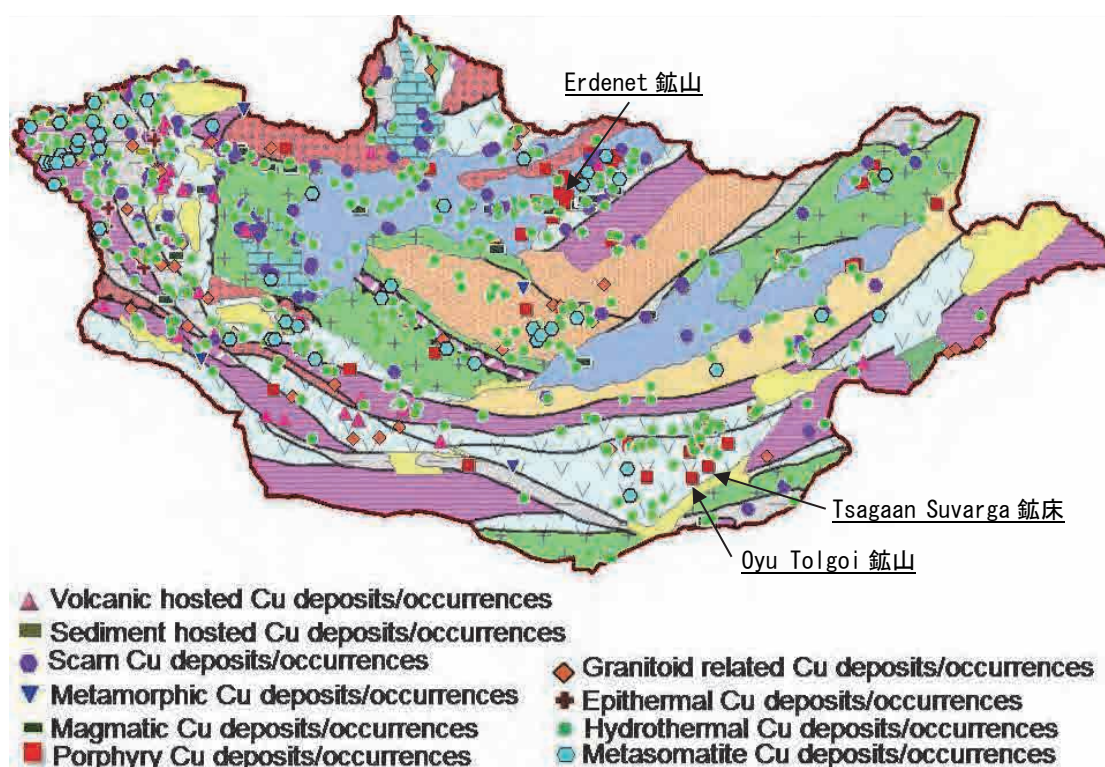 Erdenet 鉱山
Tsagaan Suvarga 鉱床
Oyu Tolgoi 鉱山
Volcanic hosted Cu deposits/occurrences
Sediment hosted Cu deposits/occurrences
Scarn Cu deposits/occurrences
Metamorphic Cu deposits/occurrences
Magmatic Cu deposits/occurrences
Porphyry Cu deposits/occurrences
Granitoid related Cu deposits/occurrences
Epithermal Cu deposits/occurrences
Hydrothermal Cu deposits/occurrences
Metasomatite Cu deposits/occurrences